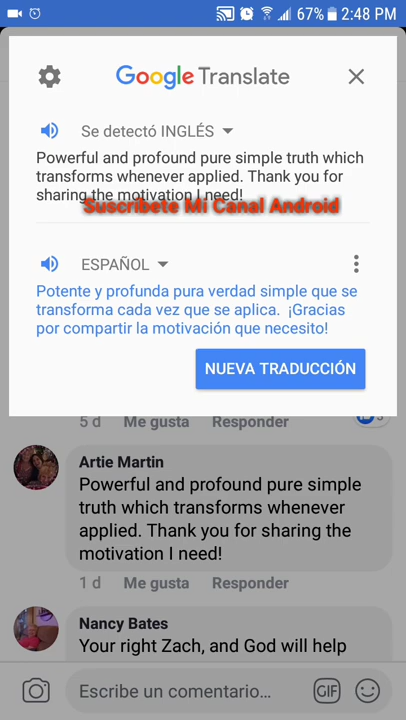 67% 2:48 PM
Google Translate
Se detectó INGLÉS
Powerful and profound pure simple truth which
transforms whenever applied. Thank you for
sharing the motivation I need!
Suscribete Mi Canal Android
ESPAÑOL
Potente y profunda pura verdad simple que se
transforma cada vez que se aplica. ¡Gracias
por compartir la motivación que necesito!
NUEVA TRADUCCIÓN
5 d Me gusta Responder
Artie Martin
Powerful and profound pure simple
truth which transforms whenever
applied. Thank you for sharing the
motivation I need!
1 d Me gusta Responder
Nancy Bates
Your right Zach, and God will help
Escribe un comentario... GIF